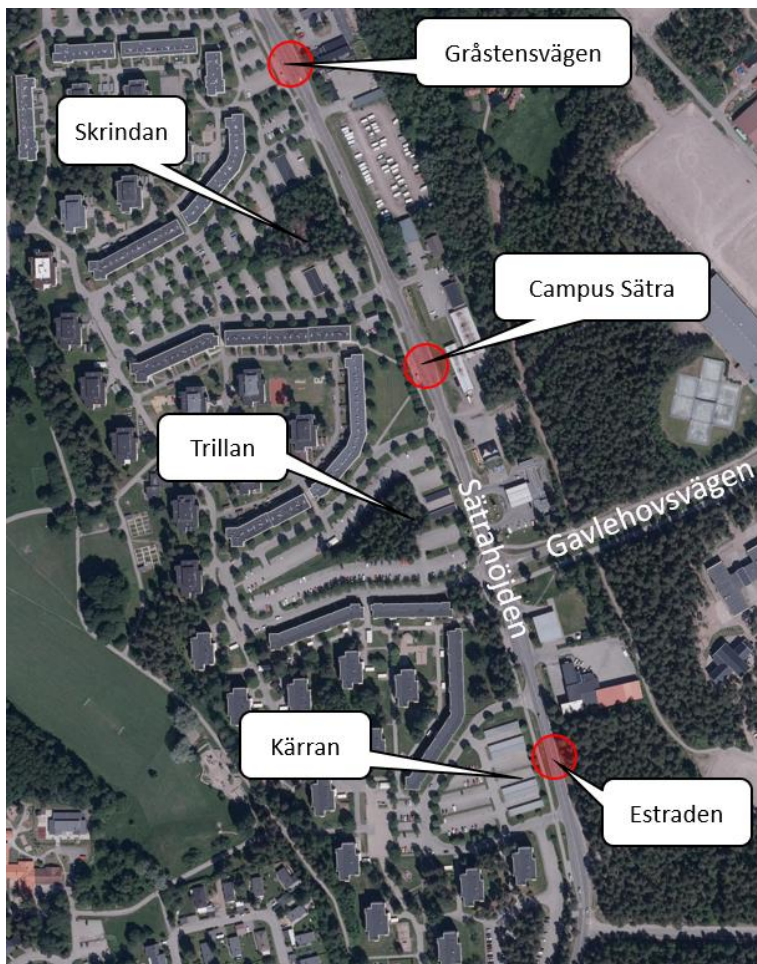 Gråstensvägen
Skrindan
Campus Sätra
Trillan
Sätrahöjden
Gavlehovsvägen
Kärran
Estraden